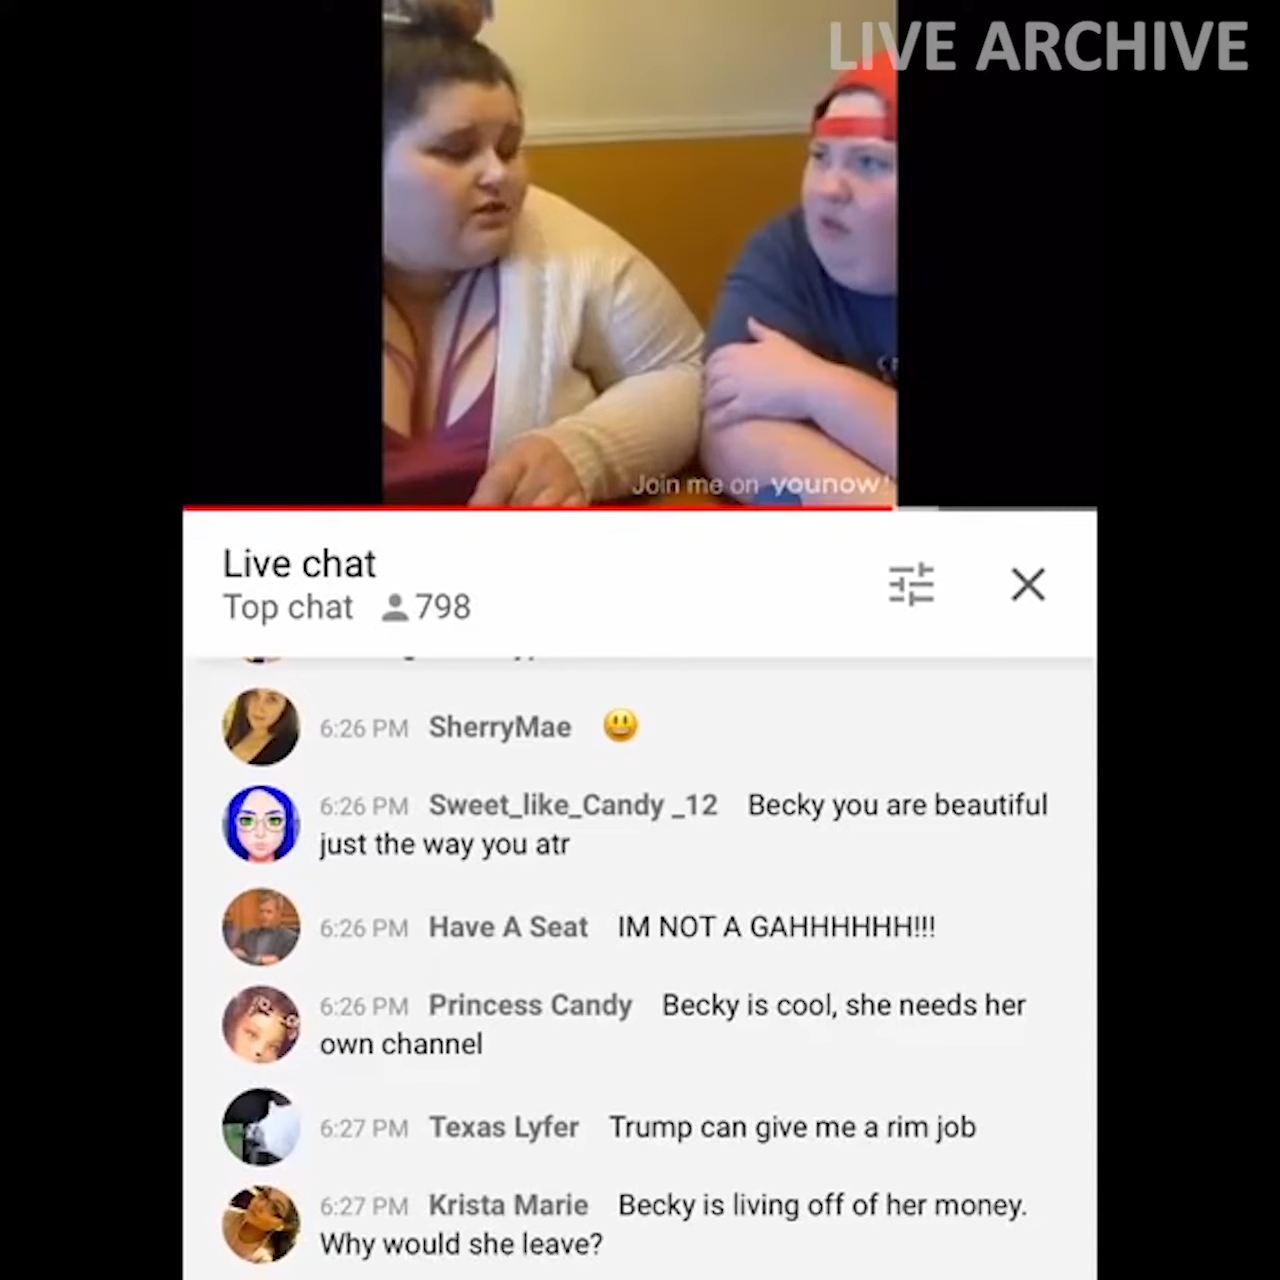 LIVE ARCHIVE
Join me on younow!
Live chat
Top chat 798
6:26 PM SherryMae 😃
6:26 PM Sweet_like_Candy _12 Becky you are beautiful
just the way you atr
6:26 PM Have A Seat IM NOT A GAHHHHHH!!!
6:26 PM Princess Candy Becky is cool, she needs her
own channel
6:27 PM Texas Lyfer Trump can give me a rim job
6:27 PM Krista Marie Becky is living off of her money.
Why would she leave?